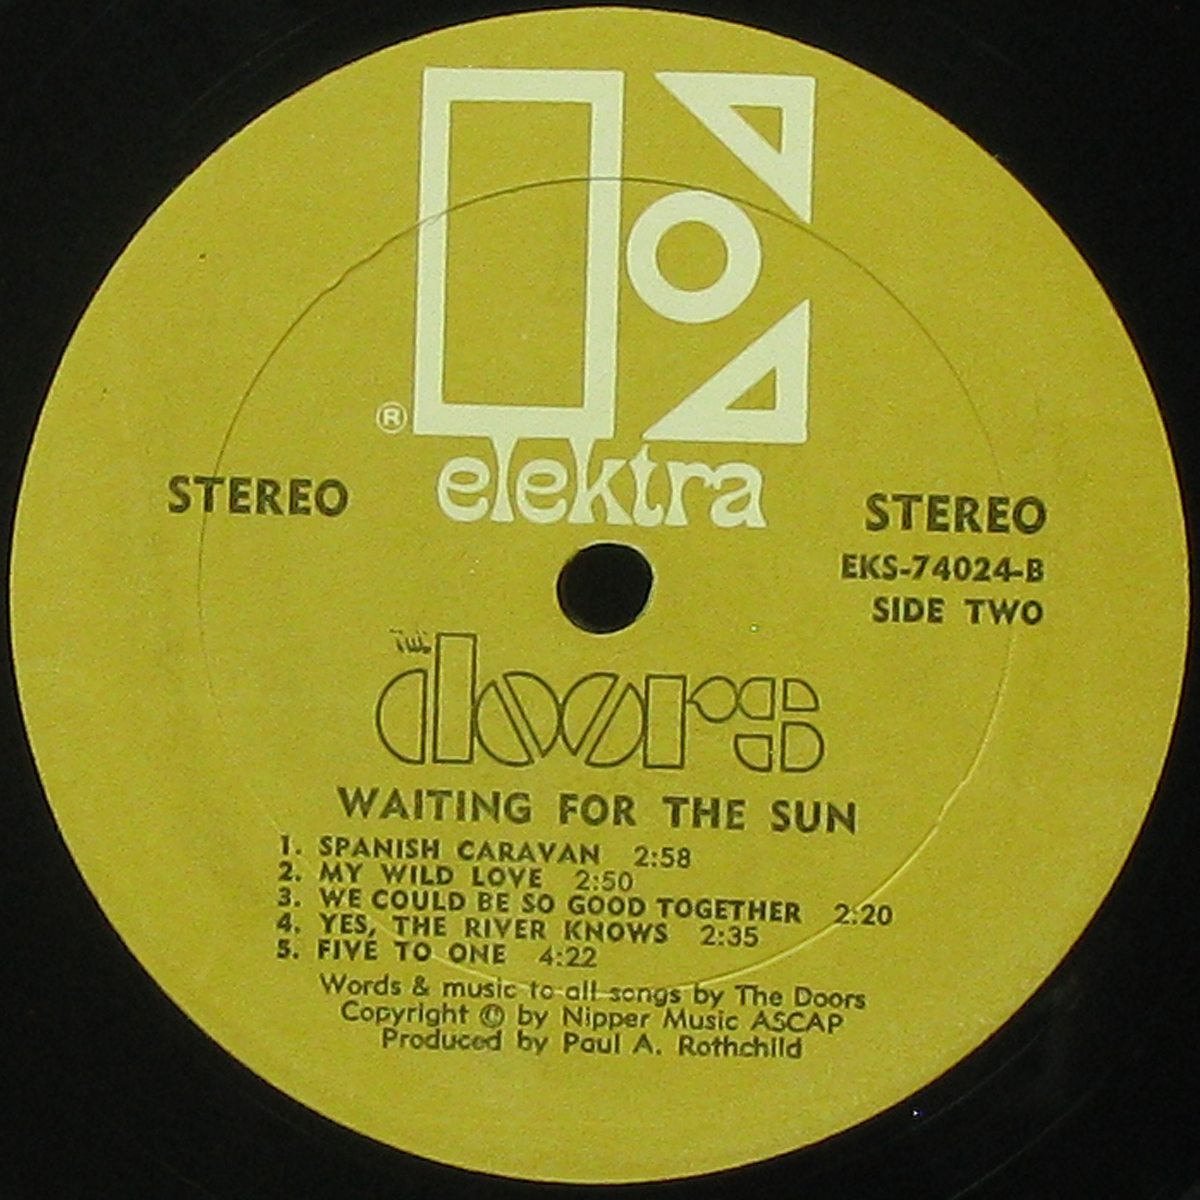 ®
elektra
STEREO
STEREO
EKS-74024-B
SIDE TWO
THE
doors
WAITING FOR THE SUN
1. SPANISH CARAVAN 2:58
2. MY WILD LOVE 2:50
3. WE COULD BE SO GOOD TOGETHER 2:20
4. YES, THE RIVER KNOWS 2:35
5. FIVE TO ONE 4:22
Words & music to all songs by The Doors
Copyright © by Nipper Music ASCAP
Produced by Paul A. Rothchild